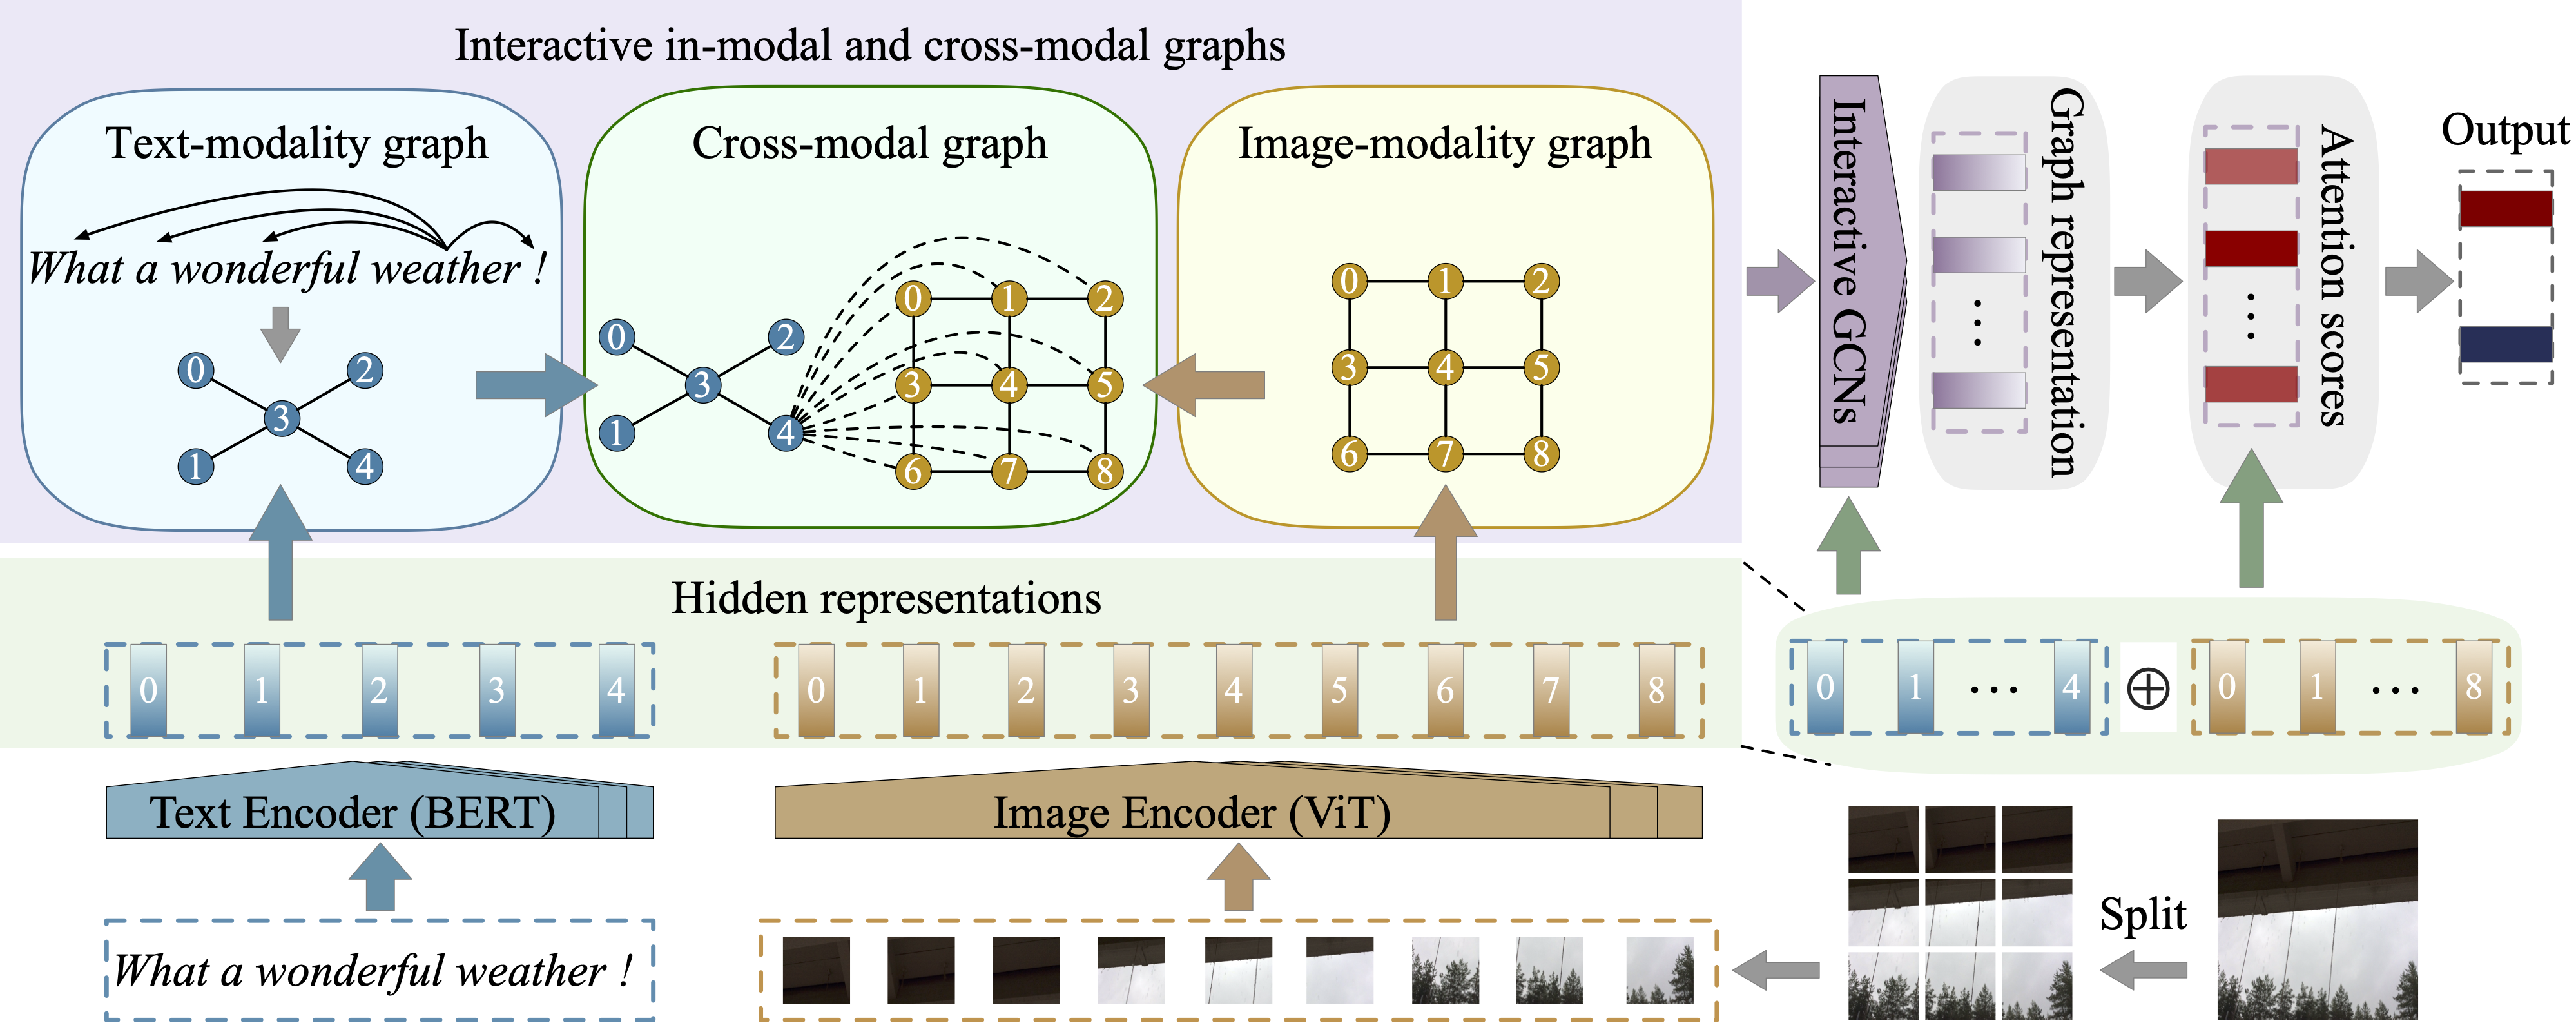 Interactive in-modal and cross-modal graphs
Text-modality graph
What a wonderful weather !
0
2
3
1
4
Cross-modal graph
0
2
3
1
4
0 1 2
3 4 5
6 7 8
Image-modality graph
0 1 2
3 4 5
6 7 8
Interactive GCNs
Graph representation
Attention scores
Output
Hidden representations
0 1 2 3 4
0 1 2 3 4 5 6 7 8
0 1 ... 4 ⊕ 0 1 ... 8
Text Encoder (BERT)
Image Encoder (ViT)
What a wonderful weather !
Split